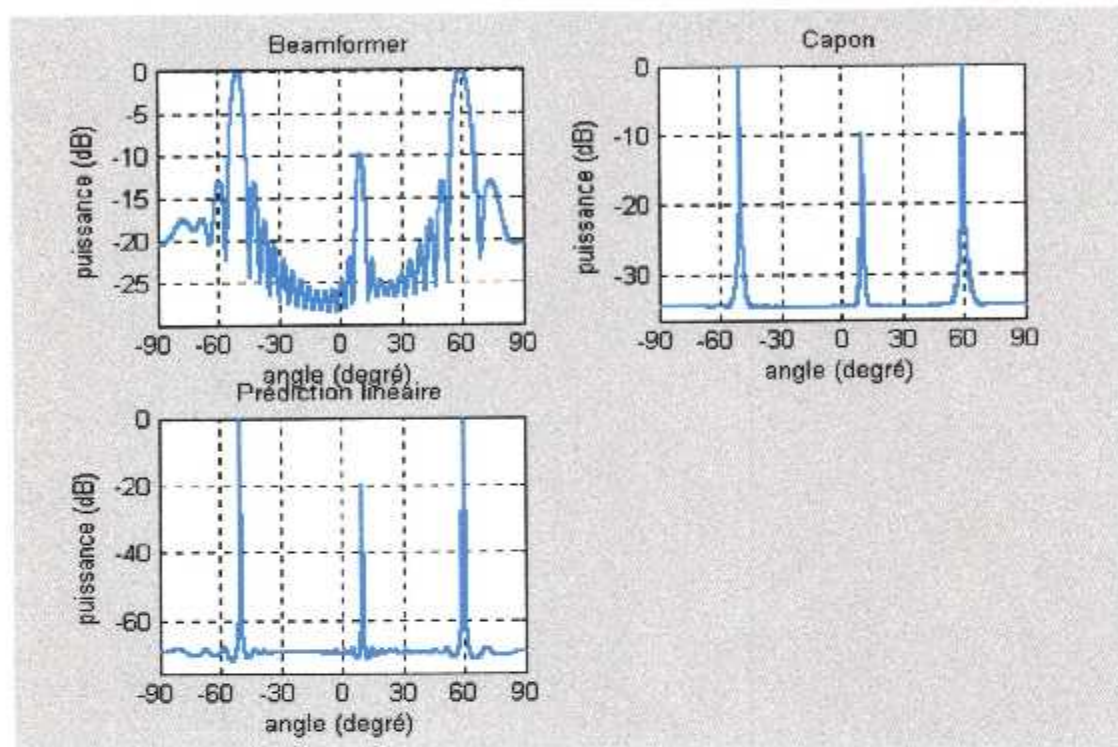 Beamformer
0
-5
-10
-15
-20
-25
puissance (dB)
-90 -60 -30 0 30 60 90
angle (degré)
Capon
0
-10
-20
-30
puissance (dB)
-90 -60 -30 0 30 60 90
angle (degré)
Prédiction linéaire
0
-20
-40
-60
puissance (dB)
-90 -60 -30 0 30 60 90
angle (degré)